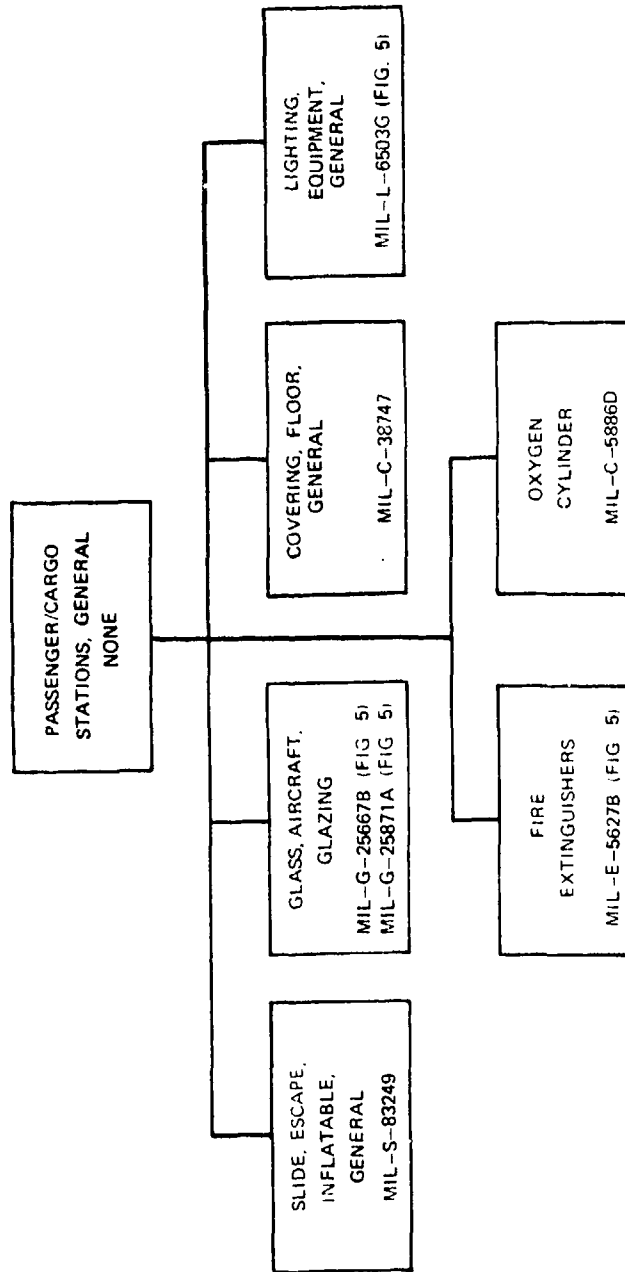 PASSENGER/CARGO
STATIONS, GENERAL
NONE
SLIDE, ESCAPE,
INFLATABLE,
GENERAL
MIL-S-83249
GLASS, AIRCRAFT,
GLAZING
MIL-G-25667B (FIG 5)
MIL-G-25871A (FIG 5)
COVERING, FLOOR,
GENERAL
MIL-C-38747
LIGHTING,
EQUIPMENT,
GENERAL
MIL-L-6503G (FIG. 5)
FIRE
EXTINGUISHERS
MIL-E-5627B (FIG 5)
OXYGEN
CYLINDER
MIL-C-5886D